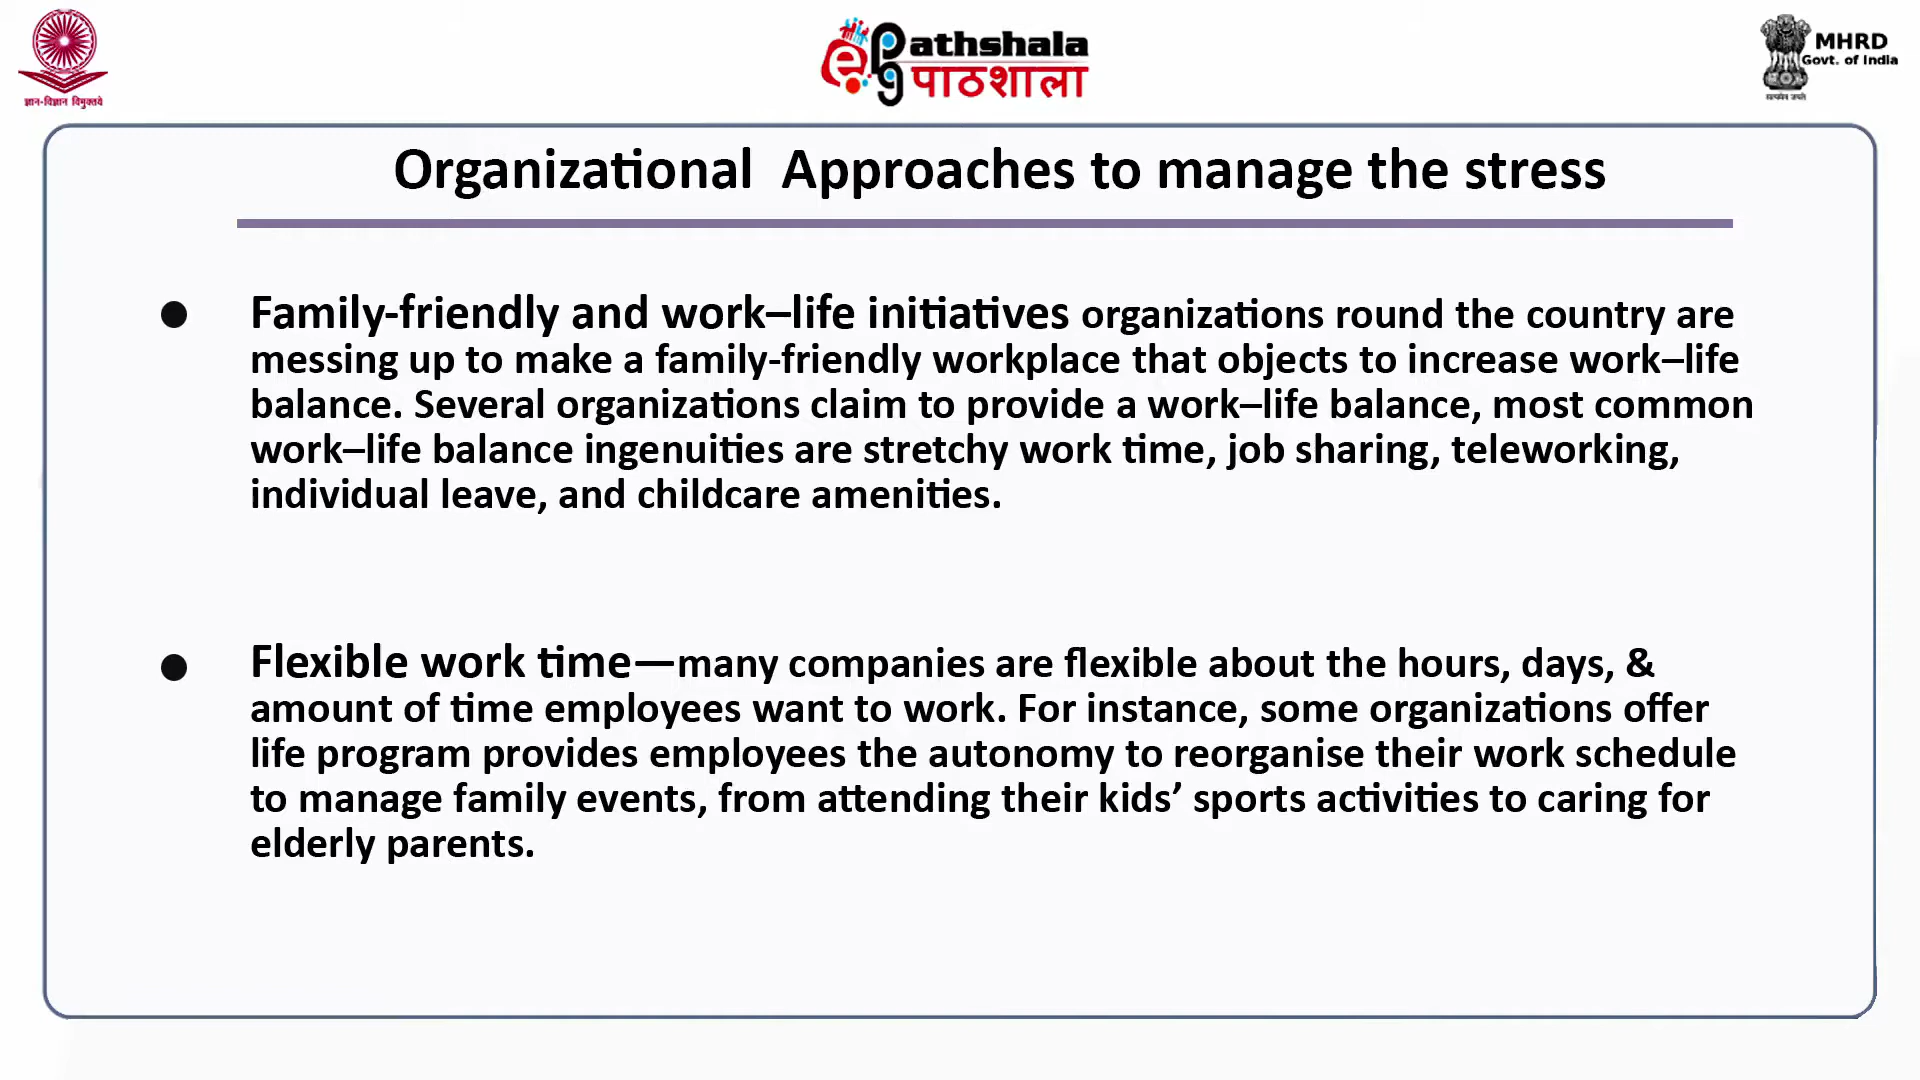 ज्ञान-विज्ञान विमुक्तये
e pg Pathshala
पाठशाला
MHRD
Govt. of India
सत्यमेव जयते
Organizational Approaches to manage the stress
● Family-friendly and work–life initiatives organizations round the country are
messing up to make a family-friendly workplace that objects to increase work–life
balance. Several organizations claim to provide a work–life balance, most common
work–life balance ingenuities are stretchy work time, job sharing, teleworking,
individual leave, and childcare amenities.
● Flexible work time—many companies are flexible about the hours, days, &
amount of time employees want to work. For instance, some organizations offer
life program provides employees the autonomy to reorganise their work schedule
to manage family events, from attending their kids’ sports activities to caring for
elderly parents.